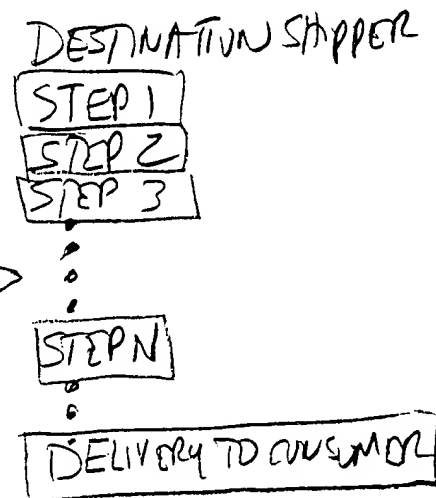 DESTINATION SHIPPER
STEP 1
STEP 2
STEP 3
STEP N
DELIVERY TO CONSUMER